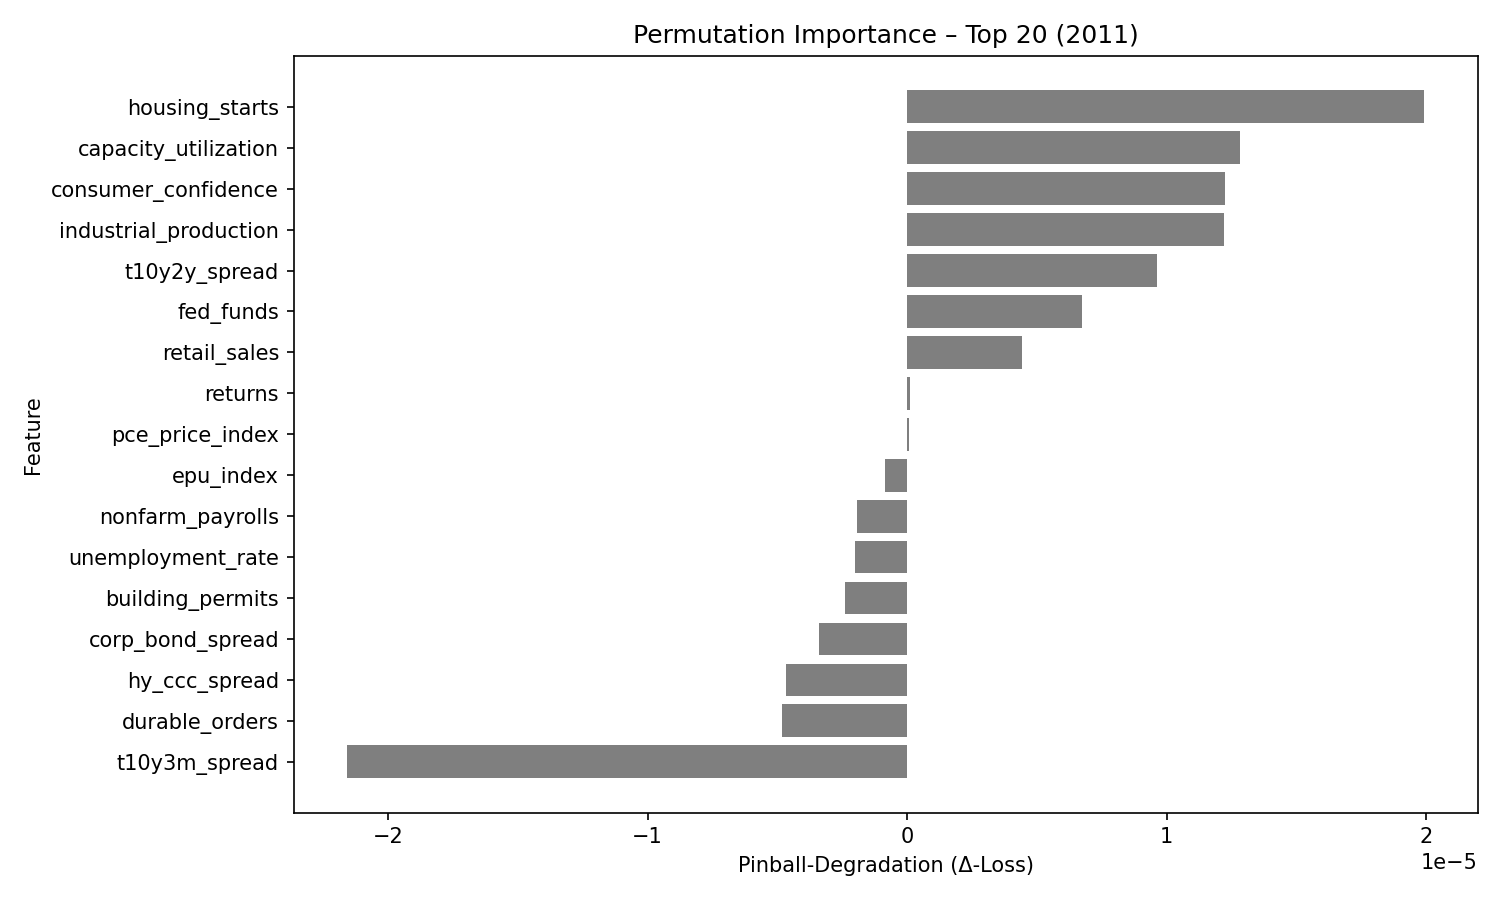 Permutation Importance – Top 20 (2011)
Feature
housing_starts
capacity_utilization
consumer_confidence
industrial_production
t10y2y_spread
fed_funds
retail_sales
returns
pce_price_index
epu_index
nonfarm_payrolls
unemployment_rate
building_permits
corp_bond_spread
hy_ccc_spread
durable_orders
t10y3m_spread
−2 −1 0 1 2
1e−5
Pinball-Degradation (Δ-Loss)